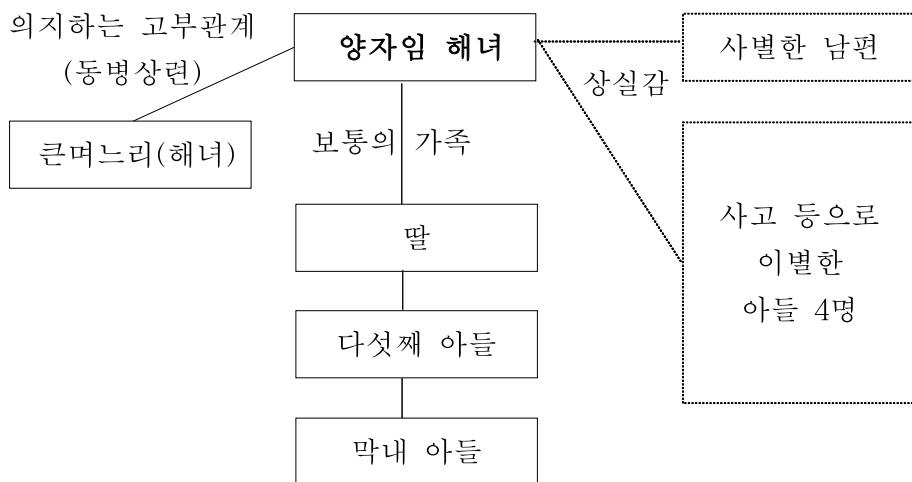 의지하는 고부관계
(동병상련)
양자임 해녀
사별한 남편
상실감
큰며느리(해녀)
보통의 가족
딸
사고 등으로
이별한
아들 4명
다섯째 아들
막내 아들